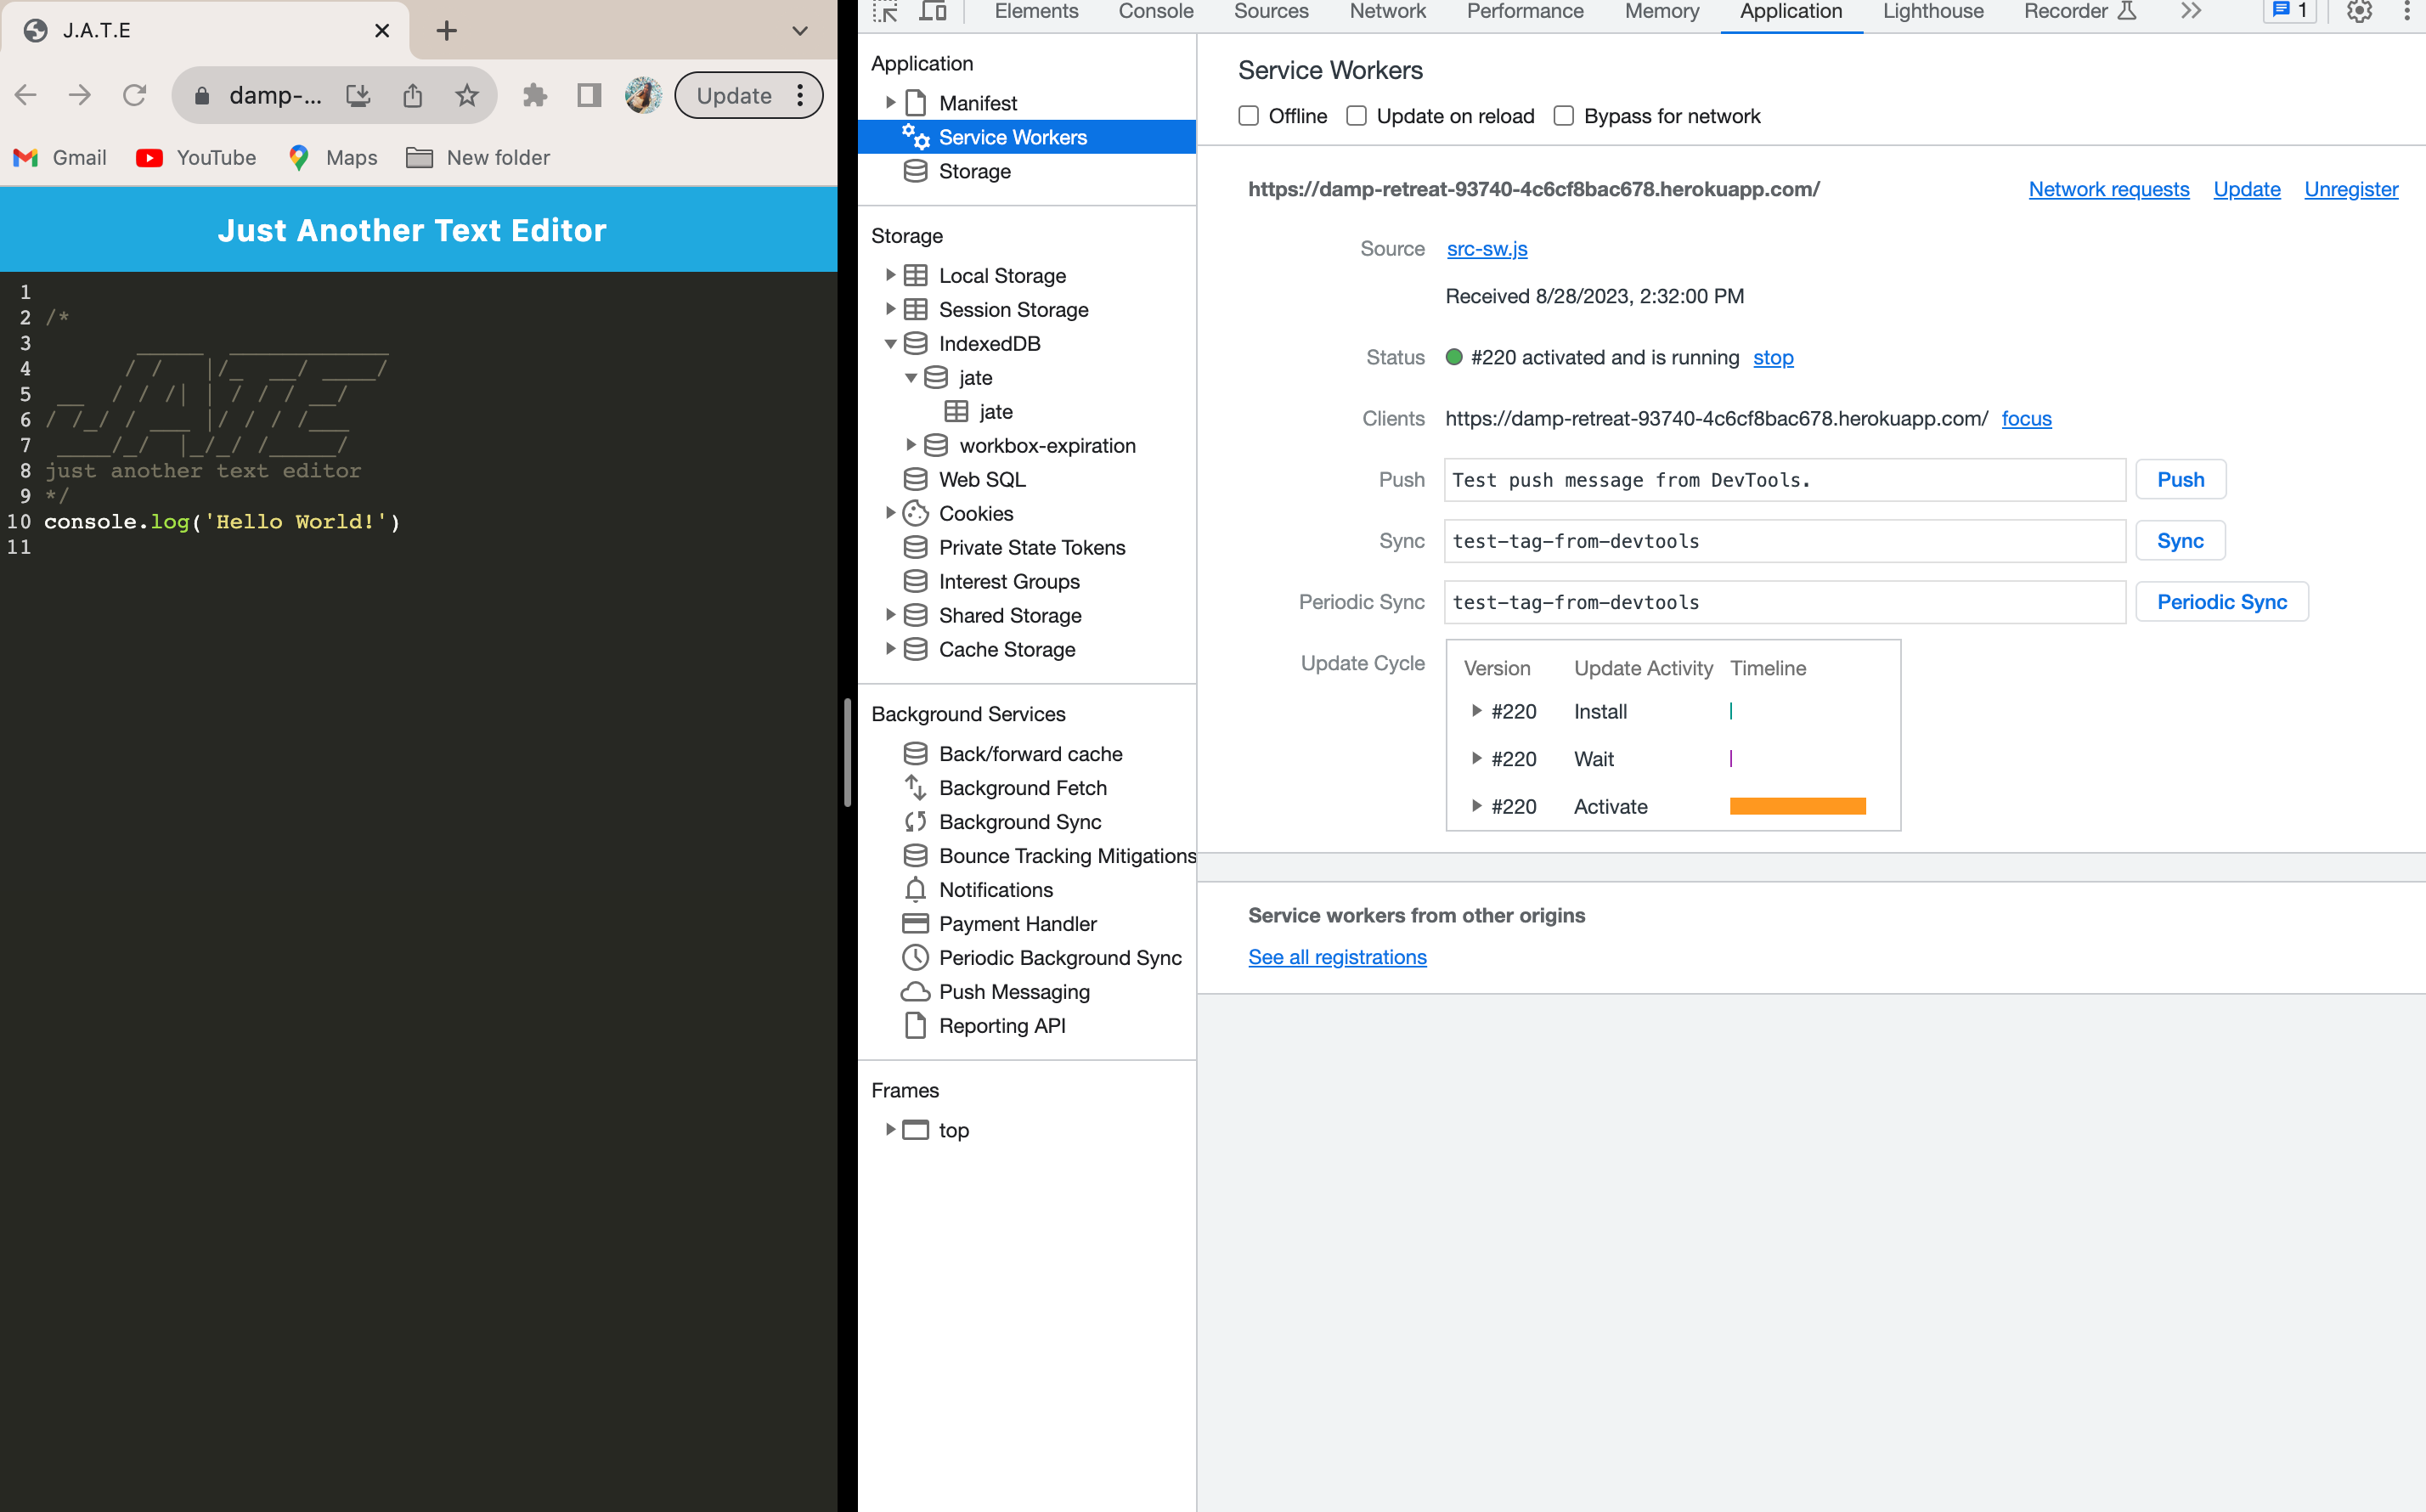 J.A.T.E
damp-...
Update
Gmail
YouTube
Maps
New folder
Just Another Text Editor
1
2 /*
3
4
5
6
7
8 just another text editor
9 */
10 console.log('Hello World!')
11
Elements
Console
Sources
Network
Performance
Memory
Application
Lighthouse
Recorder
1
Application
Manifest
Service Workers
Storage
Storage
Local Storage
Session Storage
IndexedDB
jate
jate
workbox-expiration
Web SQL
Cookies
Private State Tokens
Interest Groups
Shared Storage
Cache Storage
Background Services
Back/forward cache
Background Fetch
Background Sync
Bounce Tracking Mitigations
Notifications
Payment Handler
Periodic Background Sync
Push Messaging
Reporting API
Frames
top
Service Workers
Offline
Update on reload
Bypass for network
https://damp-retreat-93740-4c6cf8bac678.herokuapp.com/
Network requests
Update
Unregister
Source src-sw.js
Received 8/28/2023, 2:32:00 PM
Status #220 activated and is running stop
Clients https://damp-retreat-93740-4c6cf8bac678.herokuapp.com/ focus
Push Test push message from DevTools. Push
Sync test-tag-from-devtools Sync
Periodic Sync test-tag-from-devtools Periodic Sync
Update Cycle
Version Update Activity Timeline
#220 Install
#220 Wait
#220 Activate
Service workers from other origins
See all registrations